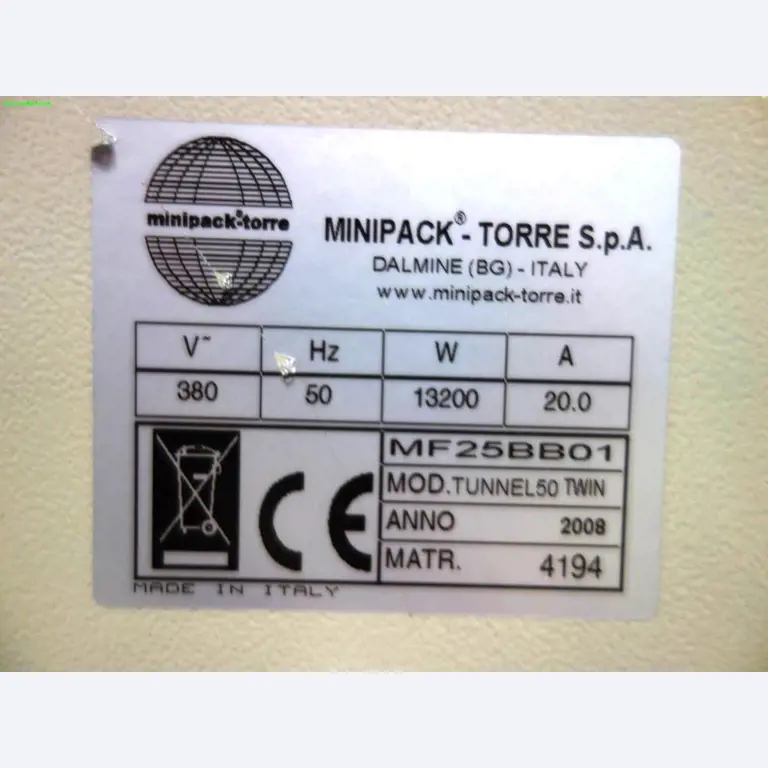 minipack®-torre
MINIPACK®- TORRE S.p.A.
DALMINE (BG) - ITALY
www.minipack-torre.it
V~ Hz W A
380 50 13200 20.0
MF25BB01
MOD.TUNNEL50 TWIN
CE
ANNO 2008
MATR. 4194
MADE IN ITALY